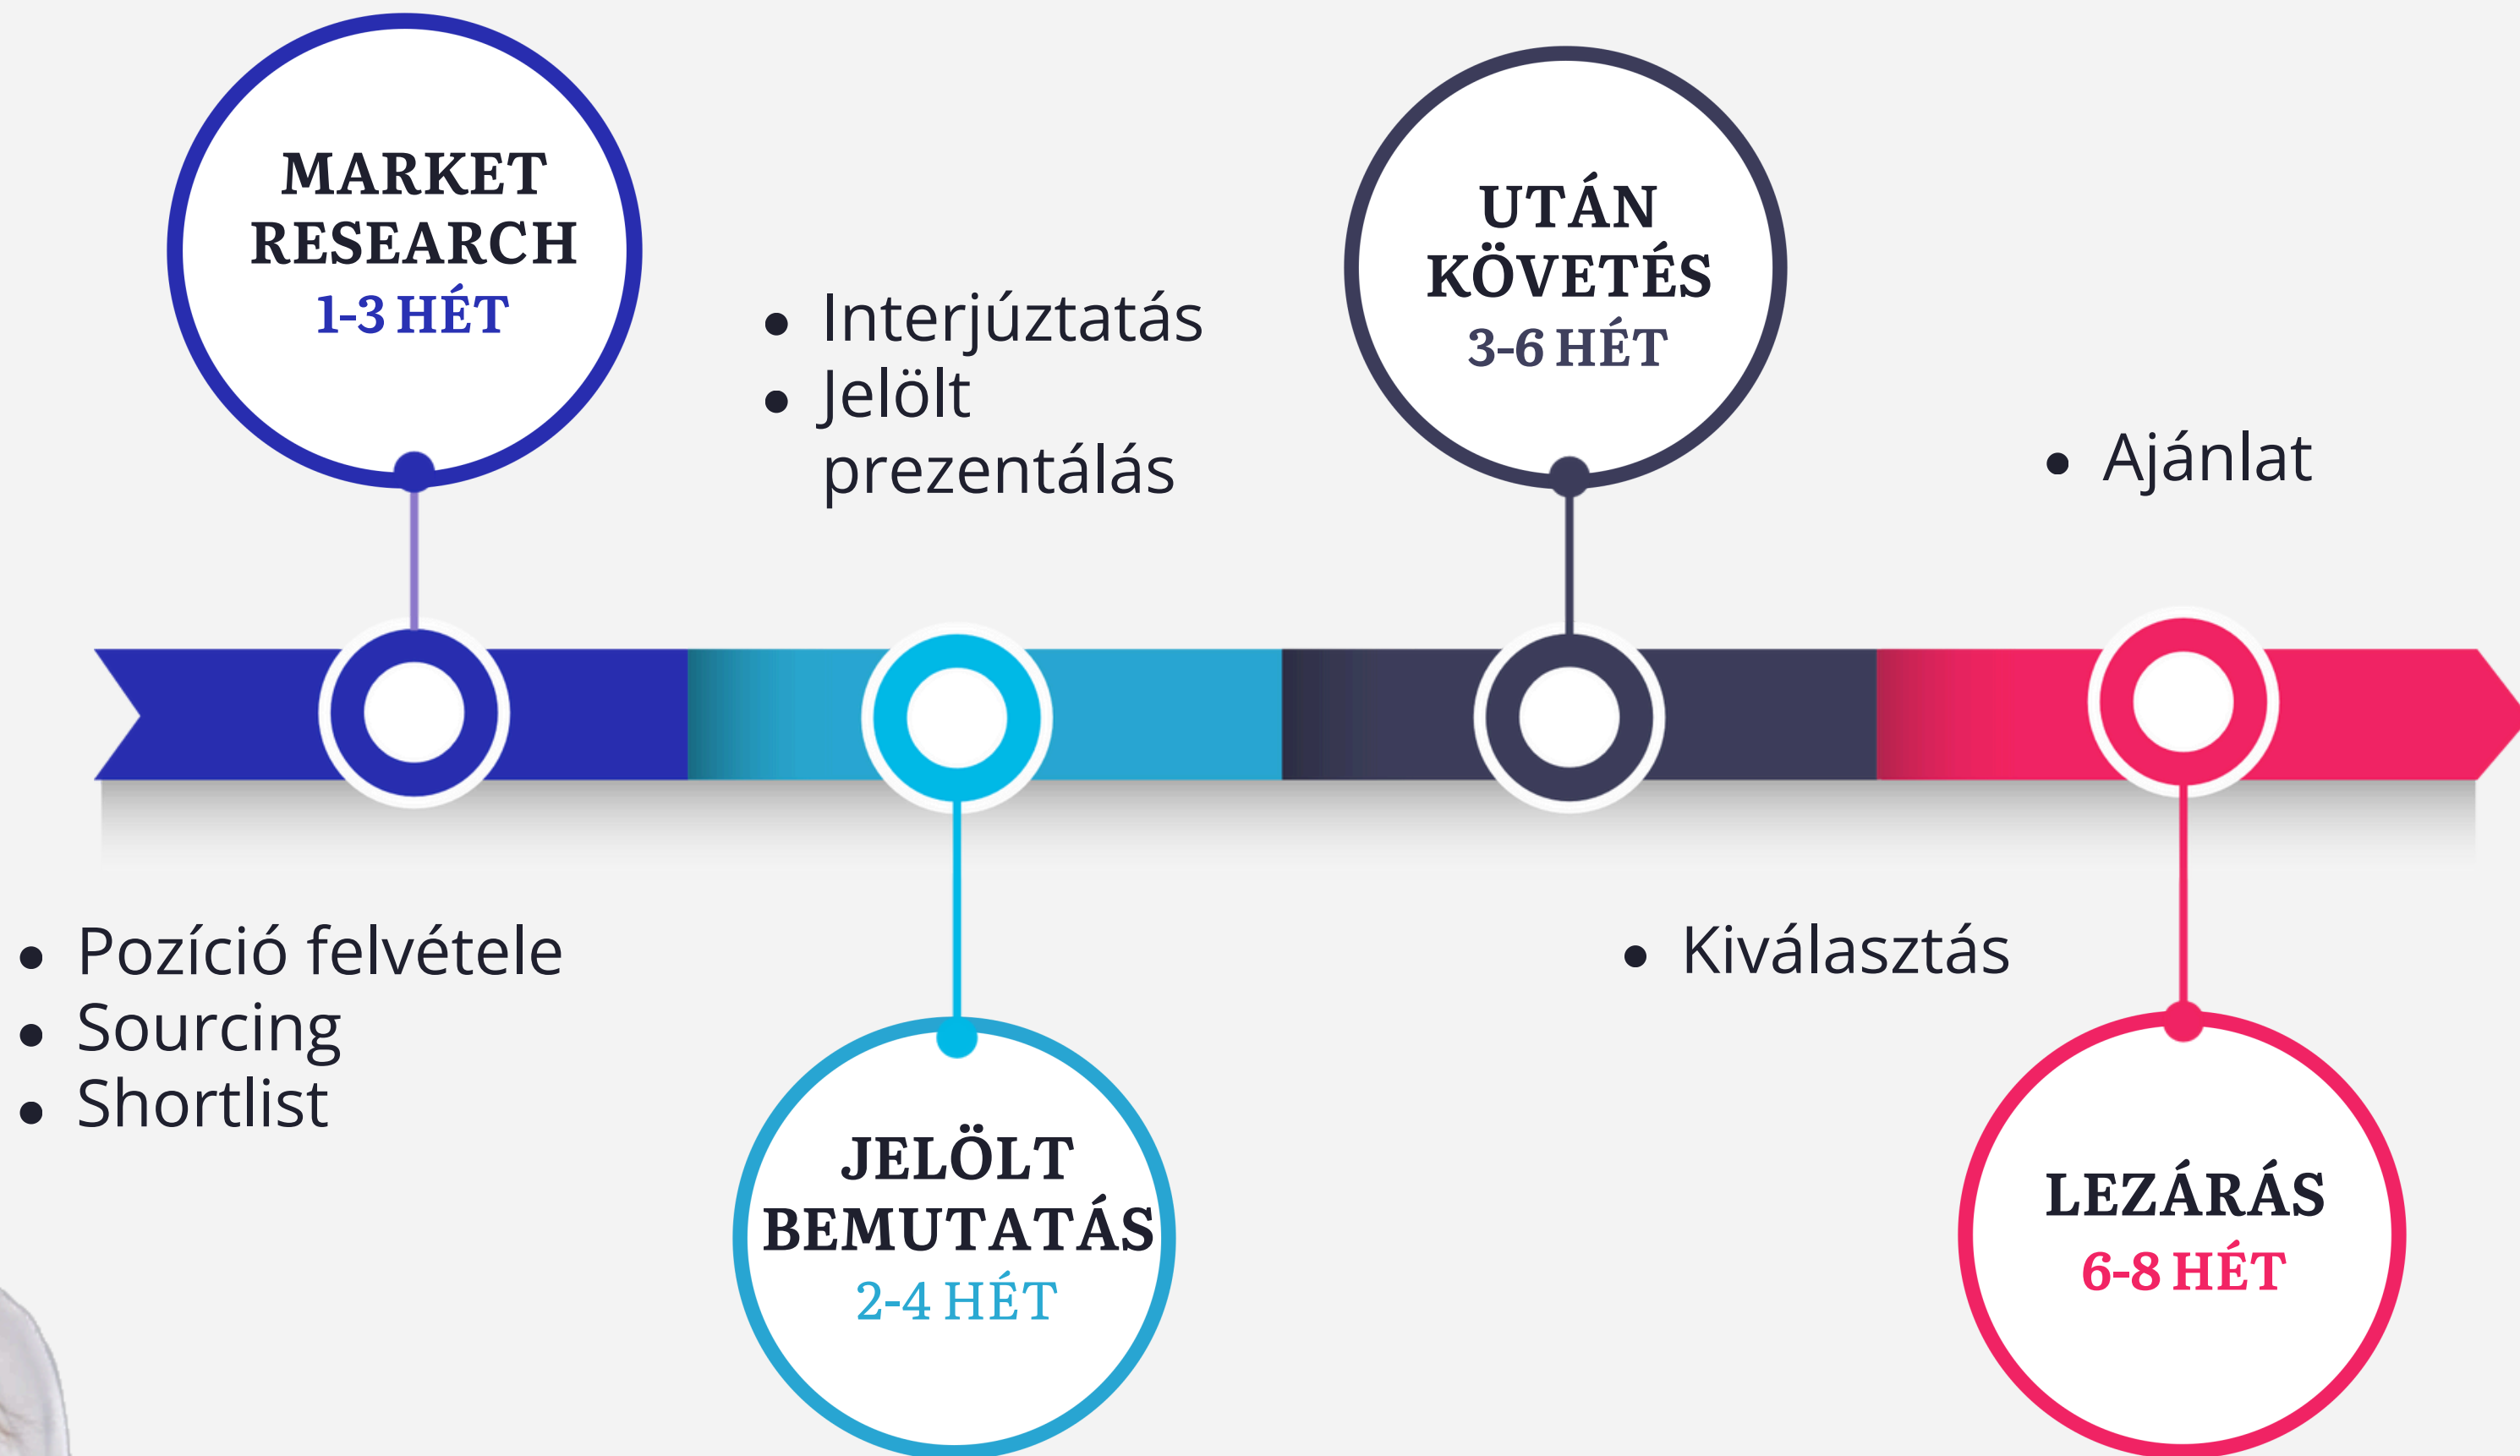 MARKET
RESEARCH
1-3 HÉT
• Pozíció felvétele
• Sourcing
• Shortlist
• Interjúztatás
• Jelölt
prezentálás
JELÖLT
BEMUTATÁS
2-4 HÉT
UTÁN
KÖVETÉS
3-6 HÉT
• Kiválasztás
• Ajánlat
LEZÁRÁS
6-8 HÉT